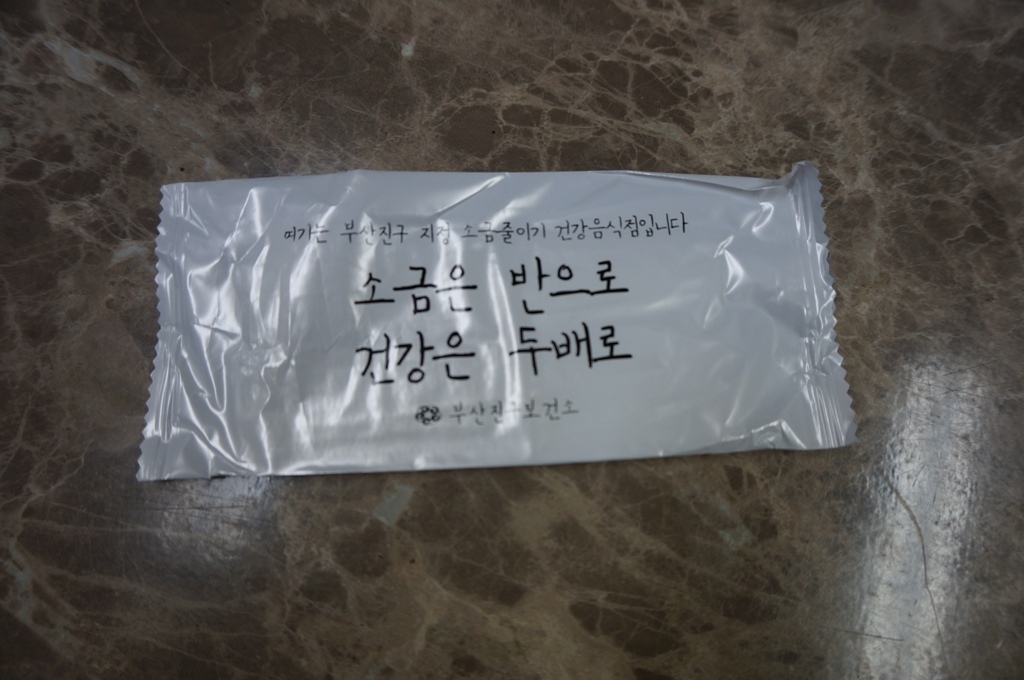 여기는 부산진구 지정 소금줄이기 건강음식점입니다
소금은 반으로
건강은 두배로
부산진구보건소